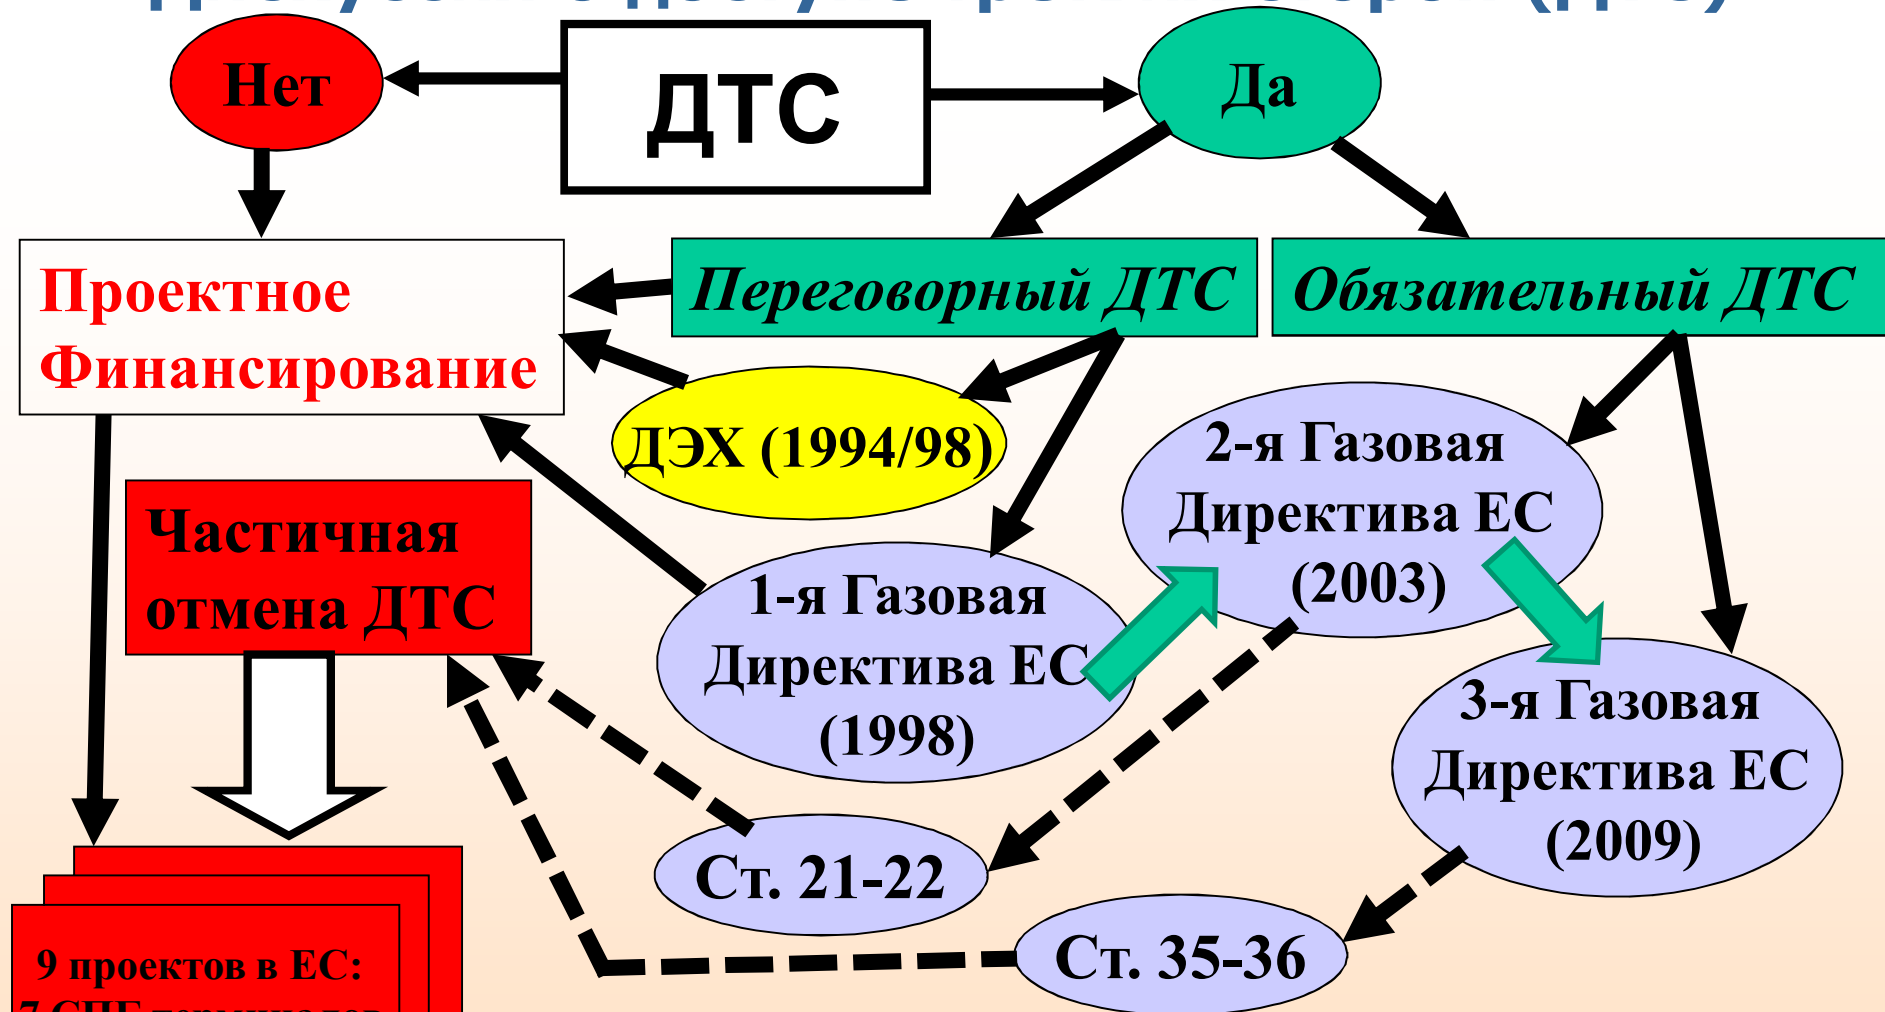 Нет
ДТС
Да
Проектное
Финансирование
Переговорный ДТС
Обязательный ДТС
ДЭХ (1994/98)
2-я Газовая
Директива ЕС
(2003)
Частичная
отмена ДТС
1-я Газовая
Директива ЕС
(1998)
3-я Газовая
Директива ЕС
(2009)
Ст. 21-22
Ст. 35-36
9 проектов в ЕС: